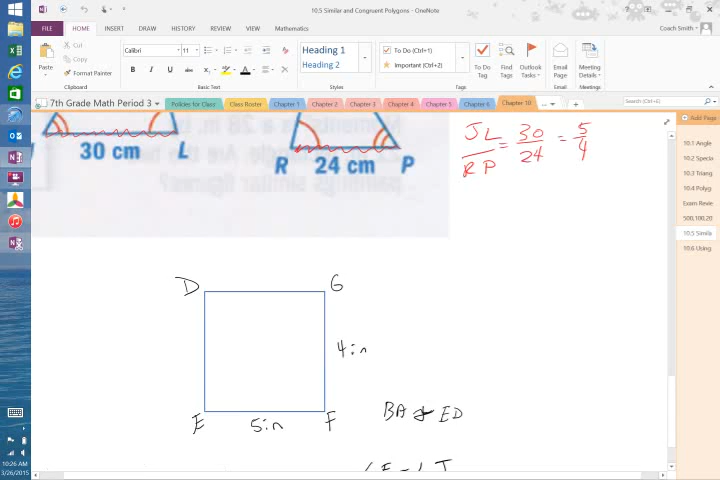 10.5 Similar and Congruent Polygons - OneNote
Coach Smith
FILE HOME INSERT DRAW HISTORY REVIEW VIEW Mathematics
Paste
Cut
Copy
Format Painter
Clipboard
Calibri 11
B I U
Basic Text
Heading 1
Heading 2
Styles
To Do (Ctrl+1)
Important (Ctrl+2)
Tags
To Do Tag
Find Tags
Outlook Tasks
Email Page
Email
Meeting Details
Meetings
7th Grade Math Period 3
Policies for Class
Class Roster
Chapter 1
Chapter 2
Chapter 3
Chapter 4
Chapter 5
Chapter 6
Chapter 10
Search (Ctrl+E)
Add Page
10.1 Angle
10.2 Specia
10.3 Triang
10.4 Polyg
Exam Revie
500,100,20
10.5 Simila
10.6 Using
30 cm L
R 24 cm P
JL/RP = 30/24 = 5/4
D G
4in
E 5in F
BA ED
10:26 AM
3/26/2015